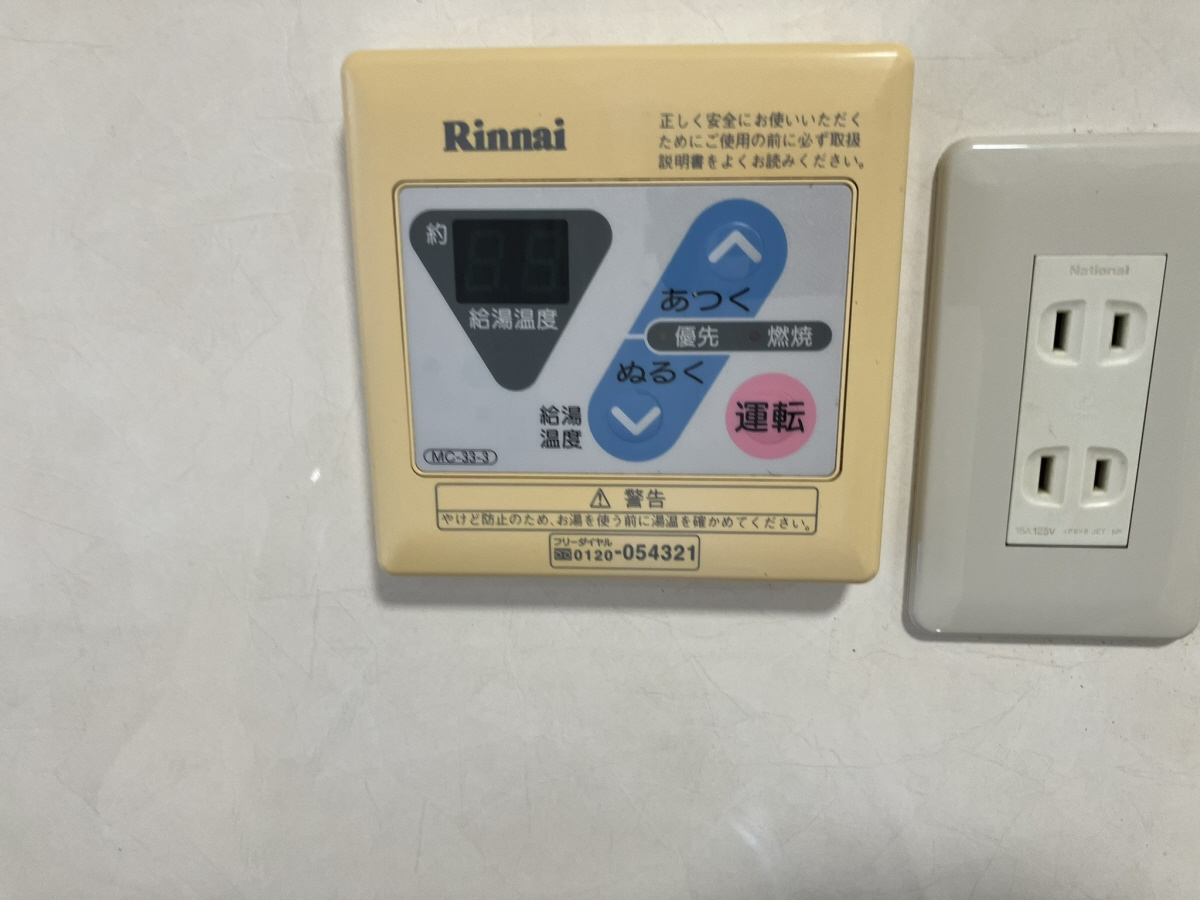 Rinnai
正しく安全にお使いいただく
ためにご使用の前に必ず取扱
説明書をよくお読みください。
約
給湯温度
あつく
優先 燃焼
ぬるく
給湯
温度
運転
MC-33-3
警告
やけど防止のため、お湯を使う前に湯温を確かめてください。
フリーダイヤル
0120-054321
National
15A 125V